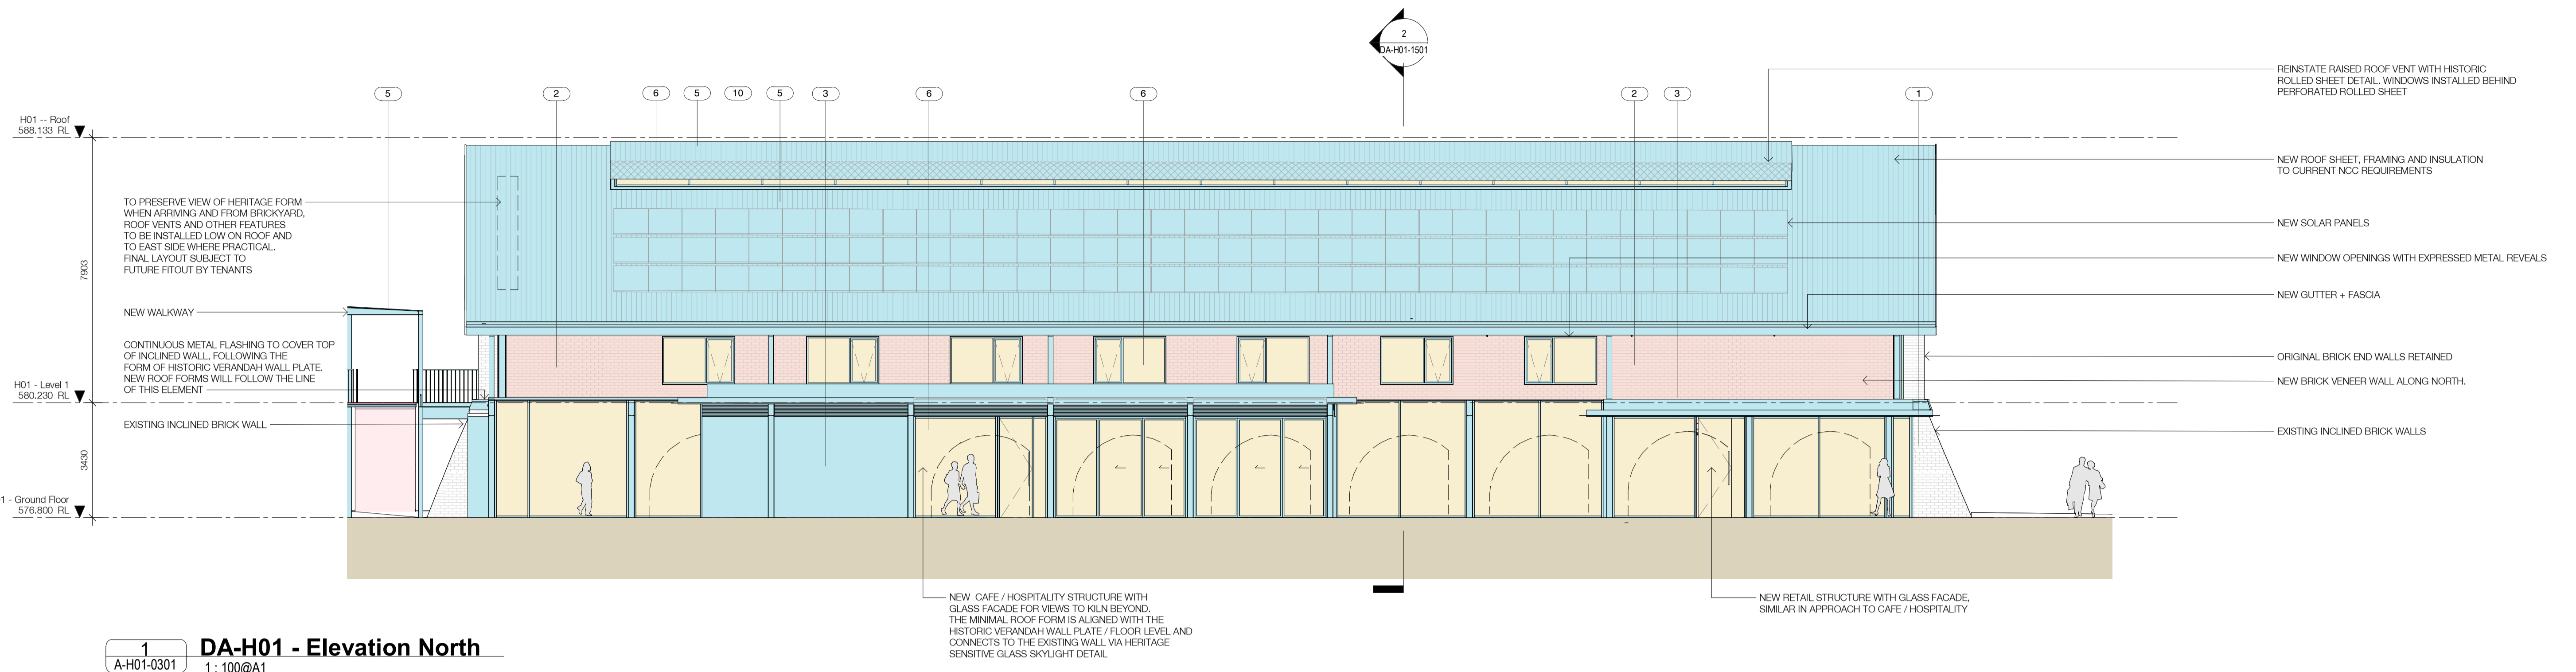 2
DA-H01-1501
5
2
6
5
10
5
3
6
6
2
3
1
H01 -- Roof
588.133 RL
7903
H01 - Level 1
580.230 RL
3430
1 - Ground Floor
576.800 RL
TO PRESERVE VIEW OF HERITAGE FORM
WHEN ARRIVING AND FROM BRICKYARD,
ROOF VENTS AND OTHER FEATURES
TO BE INSTALLED LOW ON ROOF AND
TO EAST SIDE WHERE PRACTICAL.
FINAL LAYOUT SUBJECT TO
FUTURE FITOUT BY TENANTS
NEW WALKWAY
CONTINUOUS METAL FLASHING TO COVER TOP
OF INCLINED WALL, FOLLOWING THE
FORM OF HISTORIC VERANDAH WALL PLATE.
NEW ROOF FORMS WILL FOLLOW THE LINE
OF THIS ELEMENT
EXISTING INCLINED BRICK WALL
REINSTATE RAISED ROOF VENT WITH HISTORIC
ROLLED SHEET DETAIL. WINDOWS INSTALLED BEHIND
PERFORATED ROLLED SHEET
NEW ROOF SHEET, FRAMING AND INSULATION
TO CURRENT NCC REQUIREMENTS
NEW SOLAR PANELS
NEW WINDOW OPENINGS WITH EXPRESSED METAL REVEALS
NEW GUTTER + FASCIA
ORIGINAL BRICK END WALLS RETAINED
NEW BRICK VENEER WALL ALONG NORTH.
EXISTING INCLINED BRICK WALLS
NEW CAFE / HOSPITALITY STRUCTURE WITH
GLASS FACADE FOR VIEWS TO KILN BEYOND.
THE MINIMAL ROOF FORM IS ALIGNED WITH THE
HISTORIC VERANDAH WALL PLATE / FLOOR LEVEL AND
CONNECTS TO THE EXISTING WALL VIA HERITAGE
SENSITIVE GLASS SKYLIGHT DETAIL
NEW RETAIL STRUCTURE WITH GLASS FACADE,
SIMILAR IN APPROACH TO CAFE / HOSPITALITY
1
A-H01-0301
DA-H01 - Elevation North
1 : 100@A1